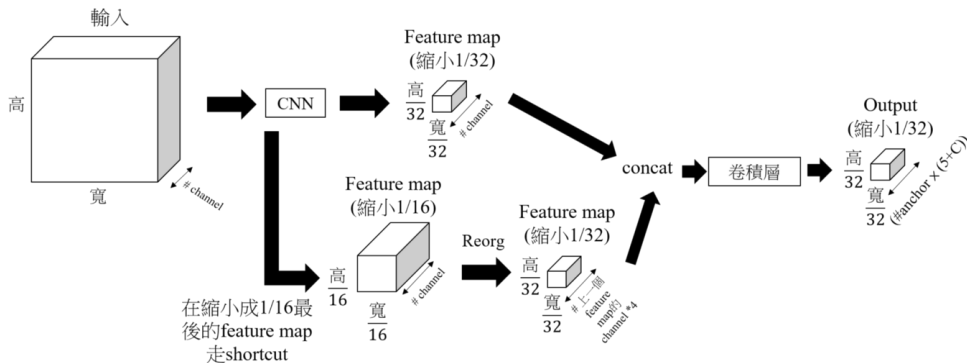 輸入
高
寬
# channel
CNN
Feature map
(縮小1/32)
高
32
寬
32
# channel
在縮小成1/16最
後的feature map
走shortcut
Feature map
(縮小1/16)
高
16
寬
16
# channel
Reorg
Feature map
(縮小1/32)
高
32
寬
32
# 上一個
feature
map的
channel *4
concat
卷積層
Output
(縮小1/32)
高
32
寬
32
(#anchor x (5+C)